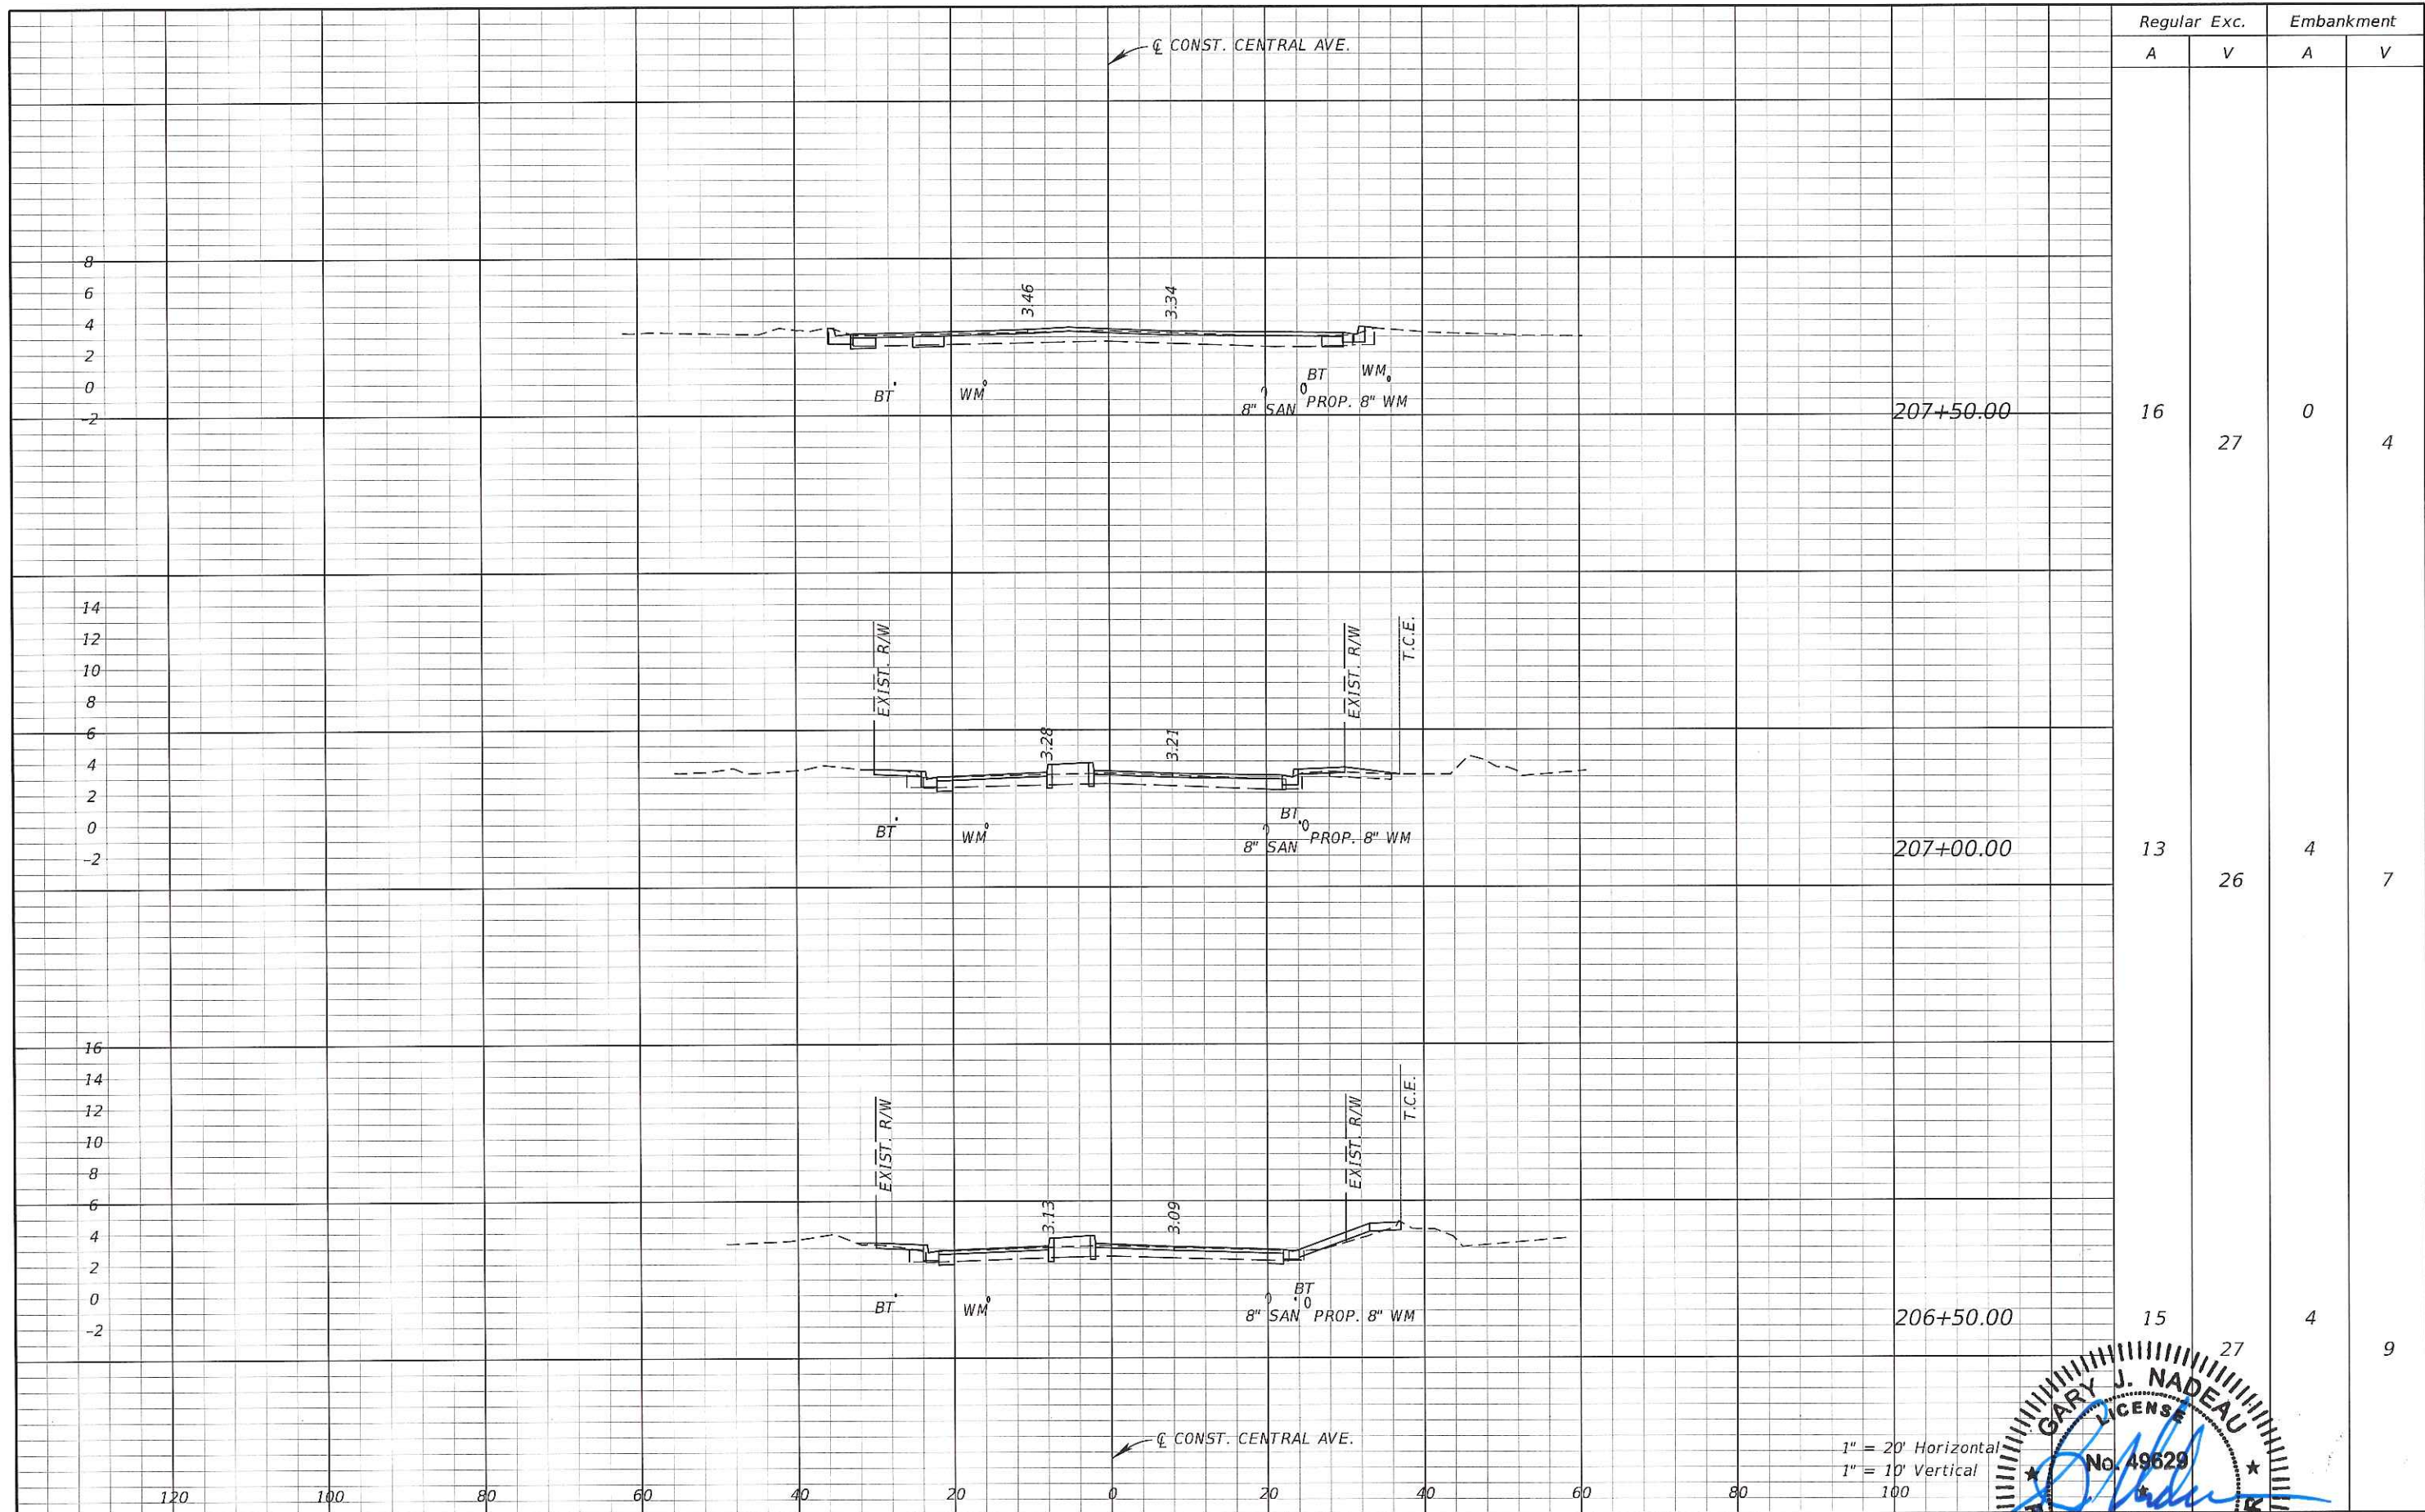 Regular Exc. Embankment
A V A V
℄ CONST. CENTRAL AVE.
8
6
4
2
0
-2
3.46 3.34
BT WM 8" SAN BT PROP. 8" WM WM
207+50.00 16 0
27 4
14
12
10
8
6
4
2
0
-2
EXIST. R/W 3.28 3.21 EXIST. R/W T.C.E.
BT WM 8" SAN BT PROP. 8" WM
207+00.00 13 4
26 7
16
14
12
10
8
6
4
2
0
-2
EXIST. R/W 3.13 3.09 EXIST. R/W T.C.E.
BT WM 8" SAN BT PROP. 8" WM
206+50.00 15 4
27 9
℄ CONST. CENTRAL AVE.
1" = 20' Horizontal
1" = 10' Vertical
GARY J. NADEAU
LICENSE
No. 49629
120 100 80 60 40 20 0 20 40 60 80 100